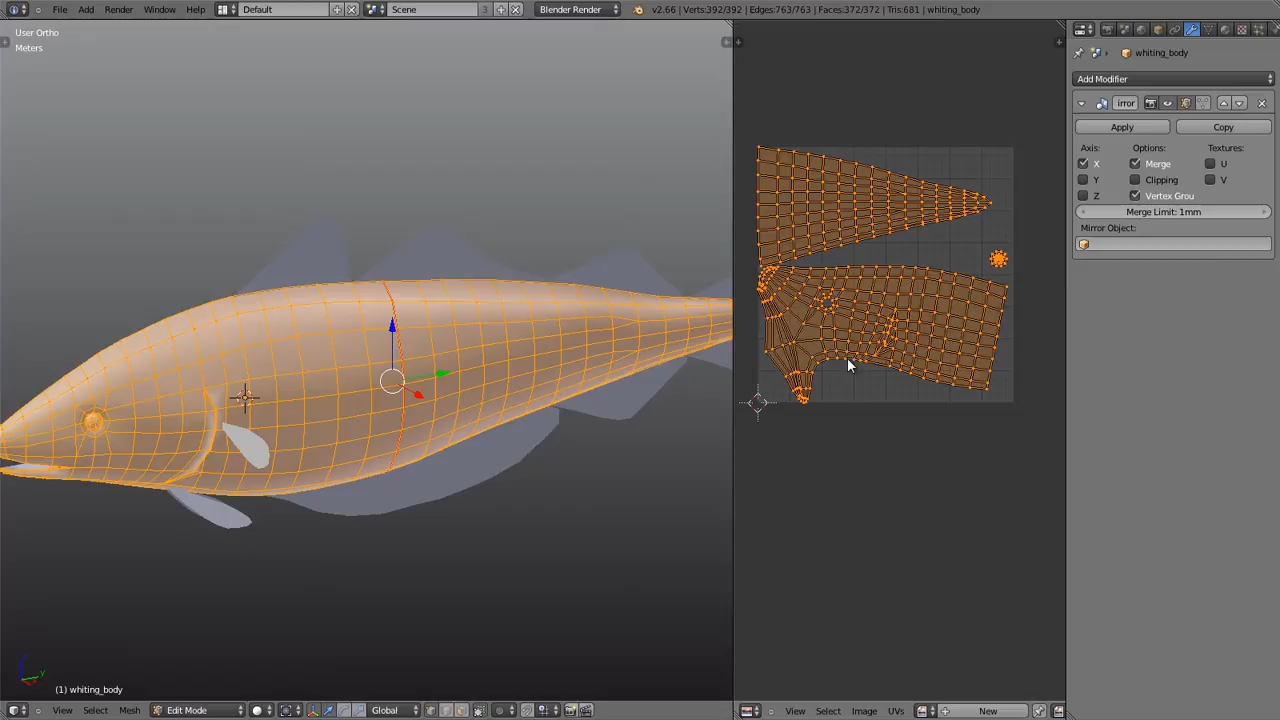 File Add Render Window Help Default Scene 3 Blender Render v2.66 | Verts:392/392 | Edges:763/763 | Faces:372/372 | Tris:681 | whiting_body
User Ortho
Meters
whiting_body
Add Modifier
irror
Apply Copy
Axis: Options: Textures:
X Merge U
Y Clipping V
Z Vertex Grou
Merge Limit: 1mm
Mirror Object:
z y
(1) whiting_body
View Select Mesh Edit Mode Global View Select Image UVs New